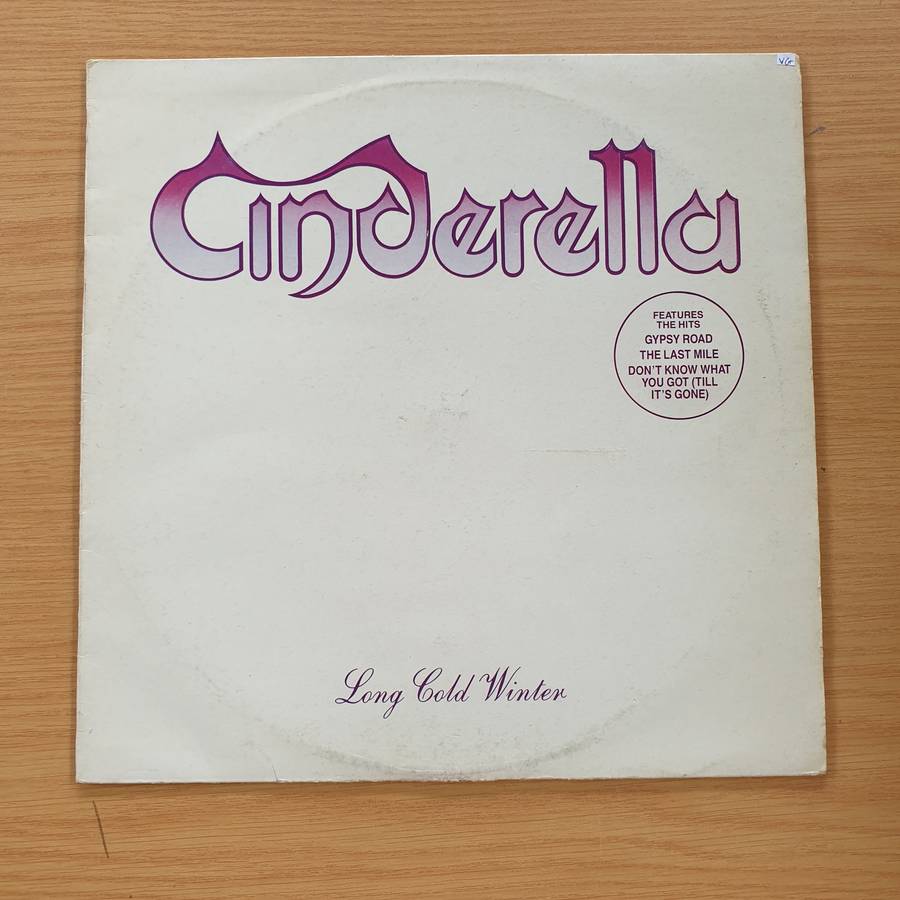 VG
Cinderella
FEATURES
THE HITS
GYPSY ROAD
THE LAST MILE
DON'T KNOW WHAT
YOU GOT (TILL
IT'S GONE)
Long Cold Winter